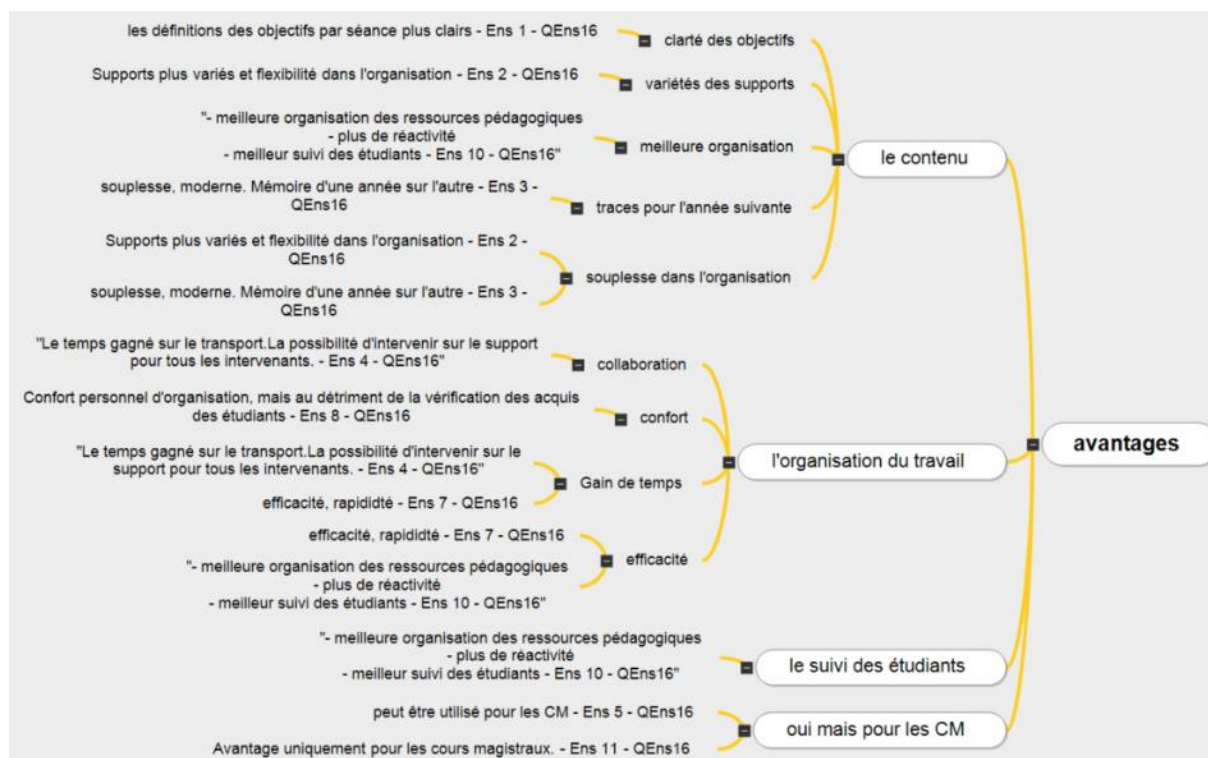 les définitions des objectifs par séance plus clairs - Ens 1 - QEns16
clarté des objectifs
Supports plus variés et flexibilité dans l'organisation - Ens 2 - QEns16
variétés des supports
"- meilleure organisation des ressources pédagogiques
- plus de réactivité
- meilleur suivi des étudiants - Ens 10 - QEns16"
meilleure organisation
le contenu
souplesse, moderne. Mémoire d'une année sur l'autre - Ens 3 -
QEns16
traces pour l'année suivante
Supports plus variés et flexibilité dans l'organisation - Ens 2 -
QEns16
souplesse, moderne. Mémoire d'une année sur l'autre - Ens 3 -
QEns16
souplesse dans l'organisation
"Le temps gagné sur le transport.La possibilité d'intervenir sur le support
pour tous les intervenants. - Ens 4 - QEns16"
collaboration
Confort personnel d'organisation, mais au détriment de la vérification des acquis
des étudiants - Ens 8 - QEns16
confort
avantages
l'organisation du travail
"Le temps gagné sur le transport.La possibilité d'intervenir sur le
support pour tous les intervenants. - Ens 4 - QEns16"
efficacité, rapididté - Ens 7 - QEns16
Gain de temps
efficacité, rapididté - Ens 7 - QEns16
"- meilleure organisation des ressources pédagogiques
- plus de réactivité
- meilleur suivi des étudiants - Ens 10 - QEns16"
efficacité
"- meilleure organisation des ressources pédagogiques
- plus de réactivité
- meilleur suivi des étudiants - Ens 10 - QEns16"
le suivi des étudiants
peut être utilisé pour les CM - Ens 5 - QEns16
Avantage uniquement pour les cours magistraux. - Ens 11 - QEns16
oui mais pour les CM